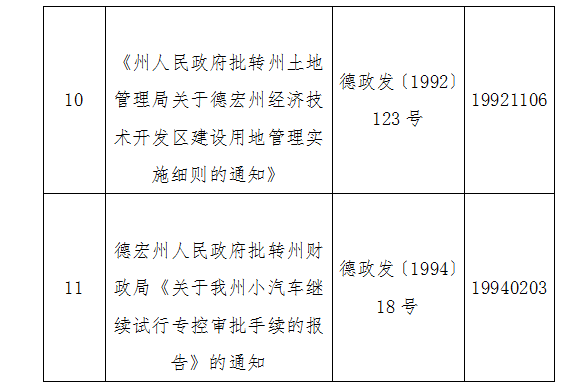 10
《州人民政府批转州土地
管理局关于德宏州经济技
术开发区建设用地管理实
施细则的通知》
德政发〔1992〕
123 号
19921106
11
德宏州人民政府批转州财
政局《关于我州小汽车继
续试行专控审批手续的报
告》的通知
德政发〔1994〕
18 号
19940203